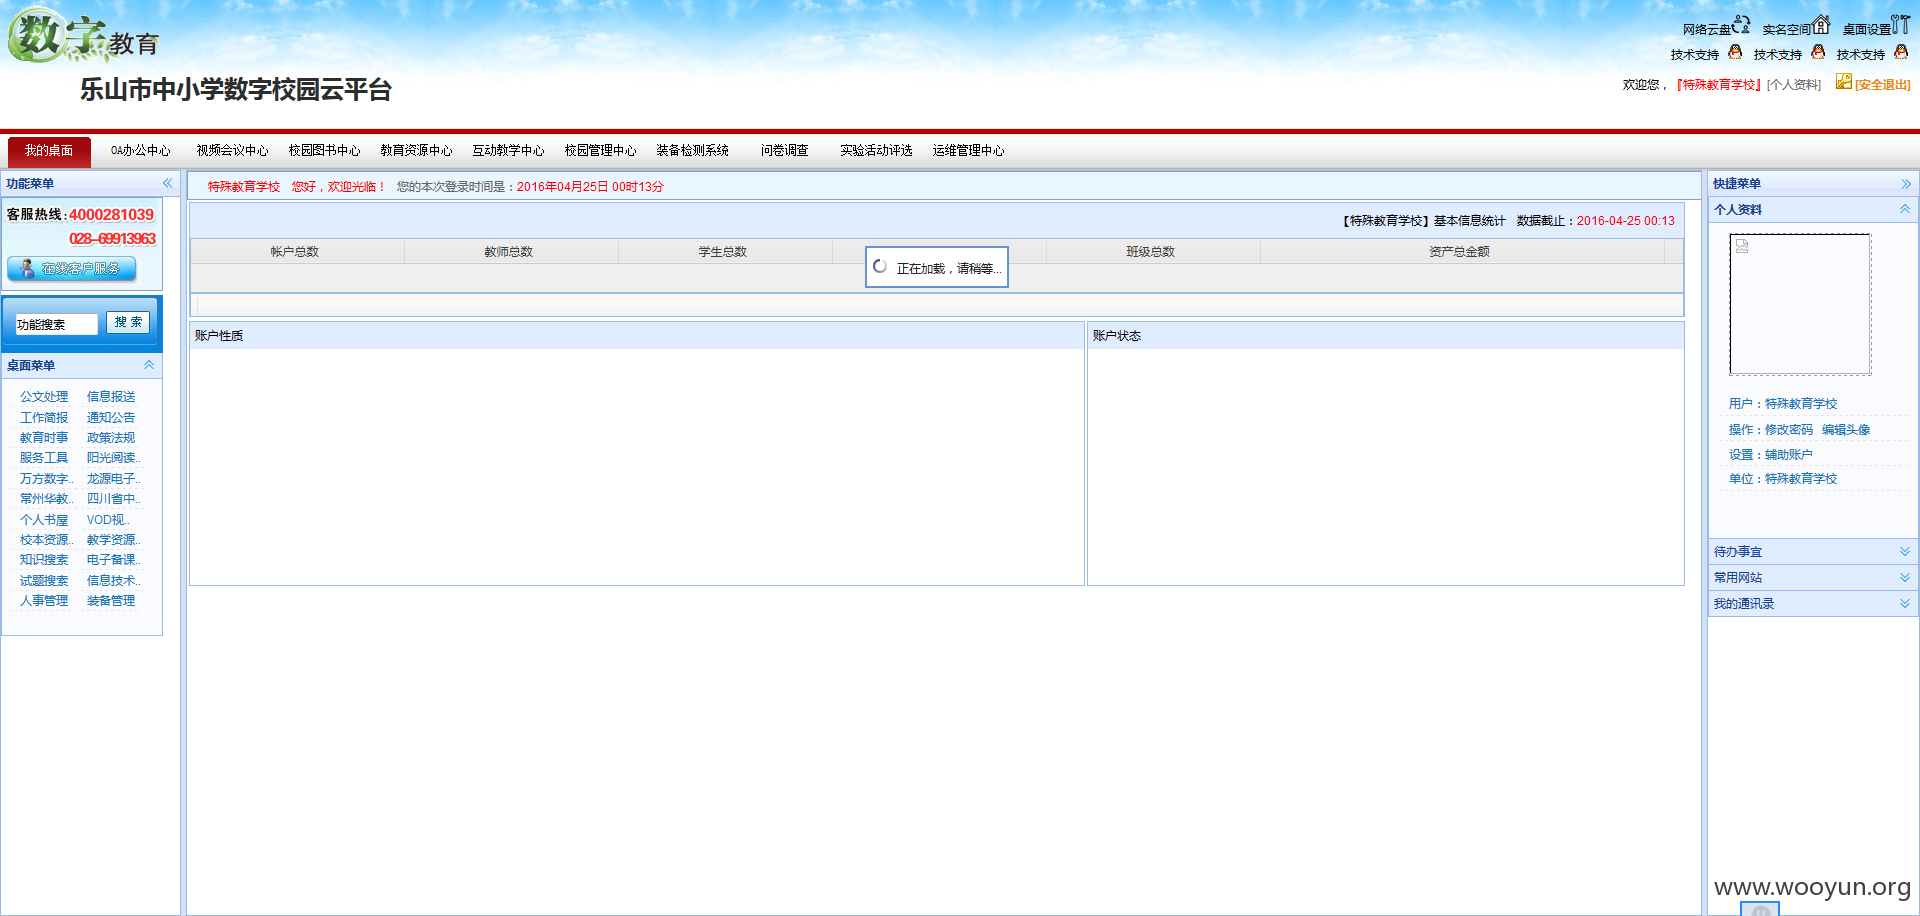 数字教育
乐山市中小学数字校园云平台
网络云盘 实名空间 桌面设置
技术支持 技术支持 技术支持
欢迎您，『特殊教育学校』[个人资料] [安全退出]
我的桌面 OA办公中心 视频会议中心 校园图书中心 教育资源中心 互动教学中心 校园管理中心 装备检测系统 问卷调查 实验活动评选 运维管理中心
功能菜单
客服热线:4000281039
028-69913963
在线客户服务
功能搜索 搜 索
桌面菜单
公文处理 信息报送
工作简报 通知公告
教育时事 政策法规
服务工具 阳光阅读..
万方数字.. 龙源电子..
常州华教.. 四川省中..
个人书屋 VOD视..
校本资源.. 教学资源..
知识搜索 电子备课..
试题搜索 信息技术..
人事管理 装备管理
特殊教育学校 您好，欢迎光临！ 您的本次登录时间是：2016年04月25日 00时13分
【特殊教育学校】基本信息统计 数据截止：2016-04-25 00:13
帐户总数 教师总数 学生总数 班级总数 资产总金额
正在加载，请稍等...
账户性质 账户状态
快捷菜单
个人资料
用户：特殊教育学校
操作：修改密码 编辑头像
设置：辅助账户
单位：特殊教育学校
待办事宜
常用网站
我的通讯录
www.wooyun.org